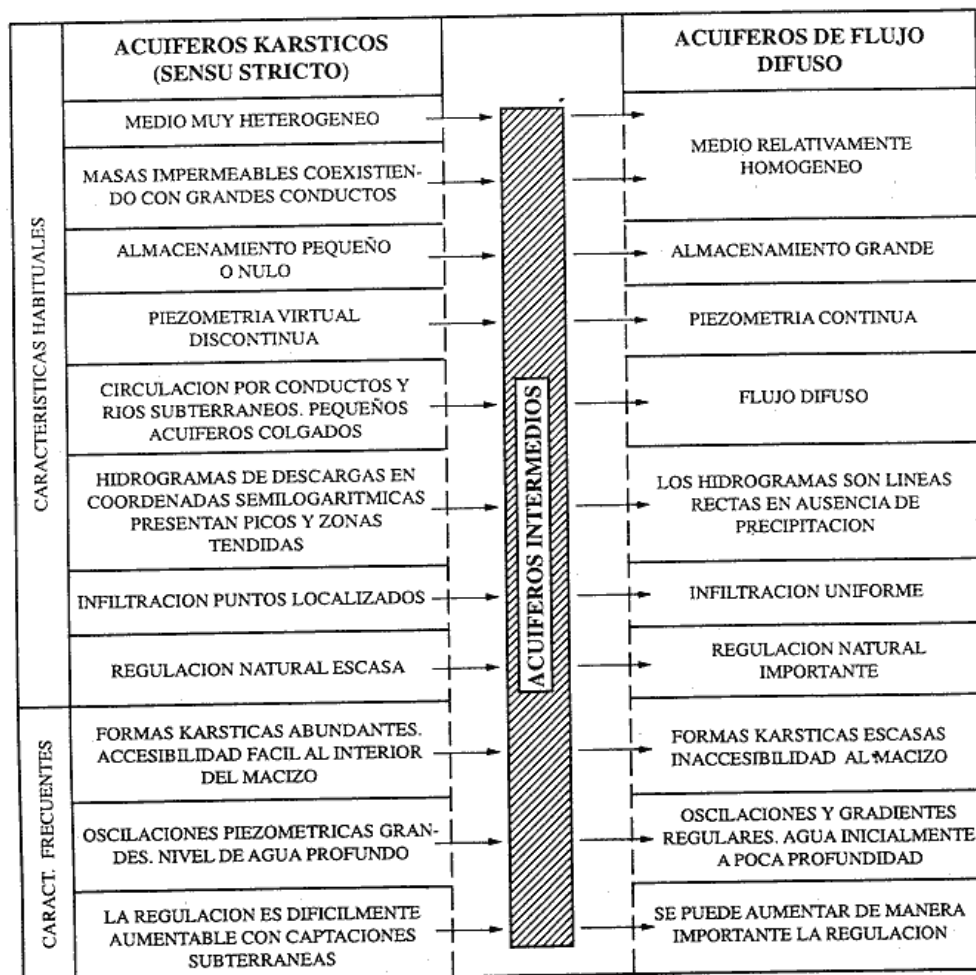 ACUIFEROS KARSTICOS
(SENSU STRICTO)
ACUIFEROS DE FLUJO
DIFUSO
CARACTERISTICAS HABITUALES
MEDIO MUY HETEROGENEO
MASAS IMPERMEABLES COEXISTIEN-
DO CON GRANDES CONDUCTOS
MEDIO RELATIVAMENTE
HOMOGENEO
ALMACENAMIENTO PEQUEÑO
O NULO
ALMACENAMIENTO GRANDE
PIEZOMETRIA VIRTUAL
DISCONTINUA
PIEZOMETRIA CONTINUA
CIRCULACION POR CONDUCTOS Y
RIOS SUBTERRANEOS. PEQUEÑOS
ACUIFEROS COLGADOS
FLUJO DIFUSO
HIDROGRAMAS DE DESCARGAS EN
COORDENADAS SEMILOGARITMICAS
PRESENTAN PICOS Y ZONAS
TENDIDAS
LOS HIDROGRAMAS SON LINEAS
RECTAS EN AUSENCIA DE
PRECIPITACION
INFILTRACION PUNTOS LOCALIZADOS
INFILTRACION UNIFORME
REGULACION NATURAL ESCASA
REGULACION NATURAL
IMPORTANTE
ACUIFEROS INTERMEDIOS
CARACT. FRECUENTES
FORMAS KARSTICAS ABUNDANTES.
ACCESIBILIDAD FACIL AL INTERIOR
DEL MACIZO
FORMAS KARSTICAS ESCASAS
INACCESIBILIDAD AL MACIZO
OSCILACIONES PIEZOMETRICAS GRAN-
DES. NIVEL DE AGUA PROFUNDO
OSCILACIONES Y GRADIENTES
REGULARES. AGUA INICIALMENTE
A POCA PROFUNDIDAD
LA REGULACION ES DIFICILMENTE
AUMENTABLE CON CAPTACIONES
SUBTERRANEAS
SE PUEDE AUMENTAR DE MANERA
IMPORTANTE LA REGULACION